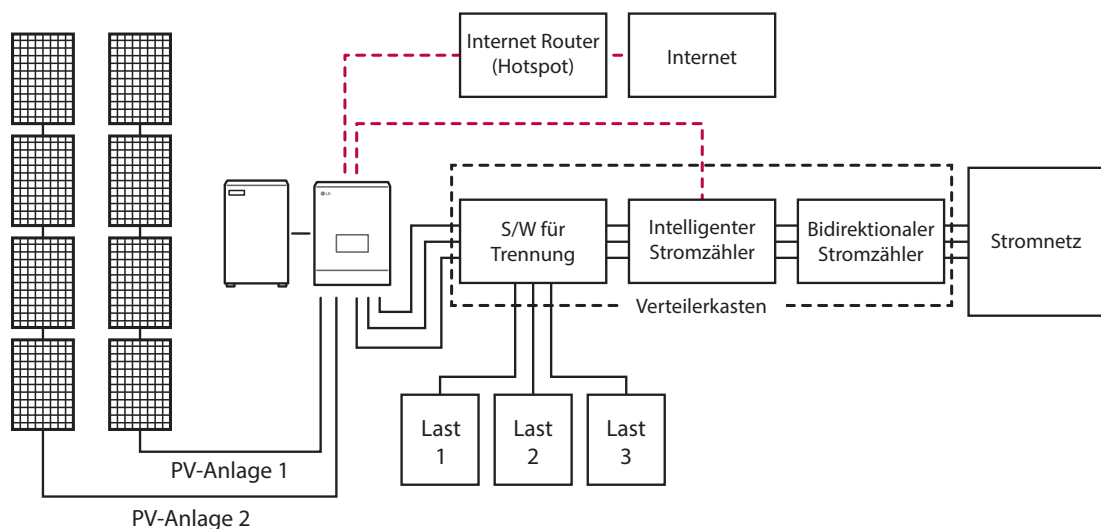 Internet Router
(Hotspot)
Internet
LG
S/W für
Trennung
Intelligenter
Stromzähler
Bidirektionaler
Stromzähler
Stromnetz
Verteilerkasten
Last
1
Last
2
Last
3
PV-Anlage 1
PV-Anlage 2